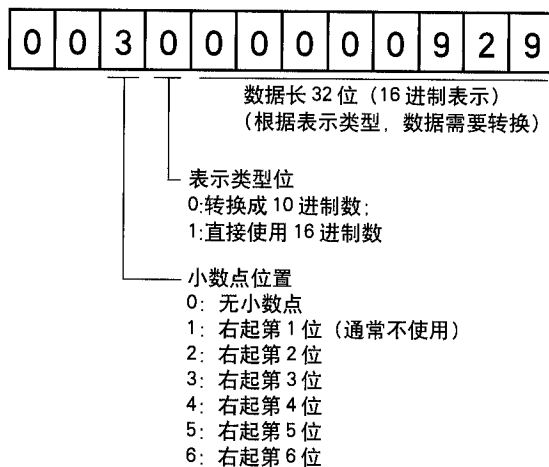 0 0 3 0 0 0 0 0 0 9 2 9
数据长 32 位（16 进制表示）
（根据表示类型，数据需要转换）
表示类型位
0:转换成 10 进制数;
1:直接使用 16 进制数
小数点位置
0: 无小数点
1: 右起第 1 位（通常不使用）
2: 右起第 2 位
3: 右起第 3 位
4: 右起第 4 位
5: 右起第 5 位
6: 右起第 6 位